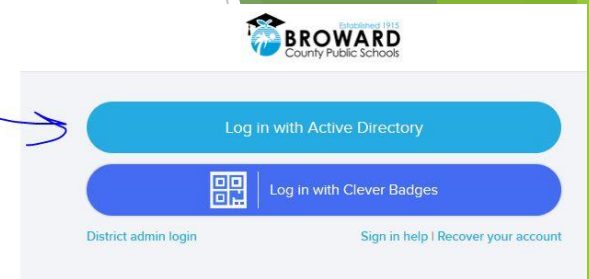 Established 1915
BROWARD
County Public Schools
Log in with Active Directory
Log in with Clever Badges
District admin login
Sign in help | Recover your account